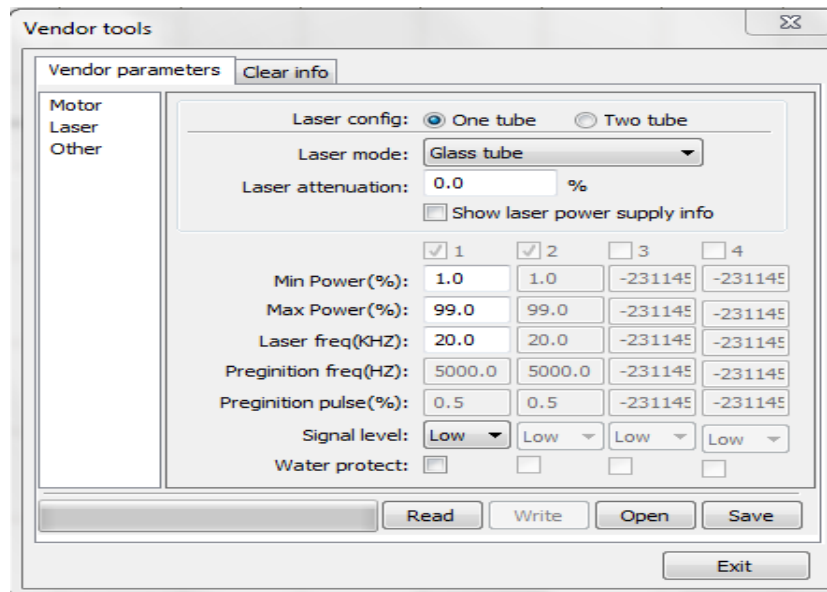 Vendor tools
Vendor parameters Clear info
Motor
Laser
Other
Laser config: One tube Two tube
Laser mode: Glass tube
Laser attenuation: 0.0 %
Show laser power supply info
1 2 3 4
Min Power(%): 1.0 1.0 -231145 -231145
Max Power(%): 99.0 99.0 -231145 -231145
Laser freq(KHZ): 20.0 20.0 -231145 -231145
Preginition freq(HZ): 5000.0 5000.0 -231145 -231145
Preginition pulse(%): 0.5 0.5 -231145 -231145
Signal level: Low Low Low Low
Water protect:
Read Write Open Save
Exit